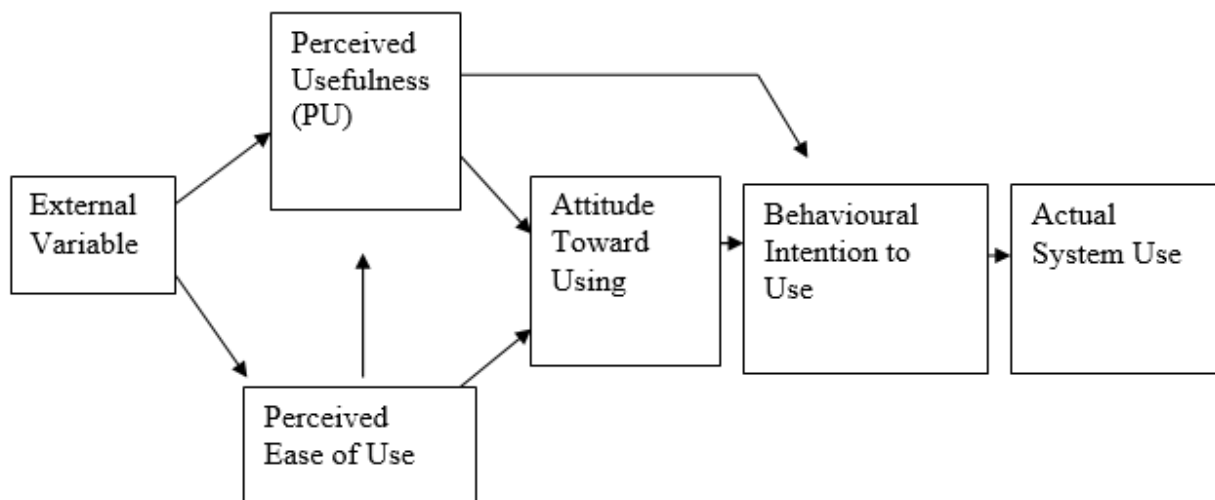 Perceived
Usefulness
(PU)
External
Variable
Attitude
Toward
Using
Behavioural
Intention to
Use
Actual
System Use
Perceived
Ease of Use